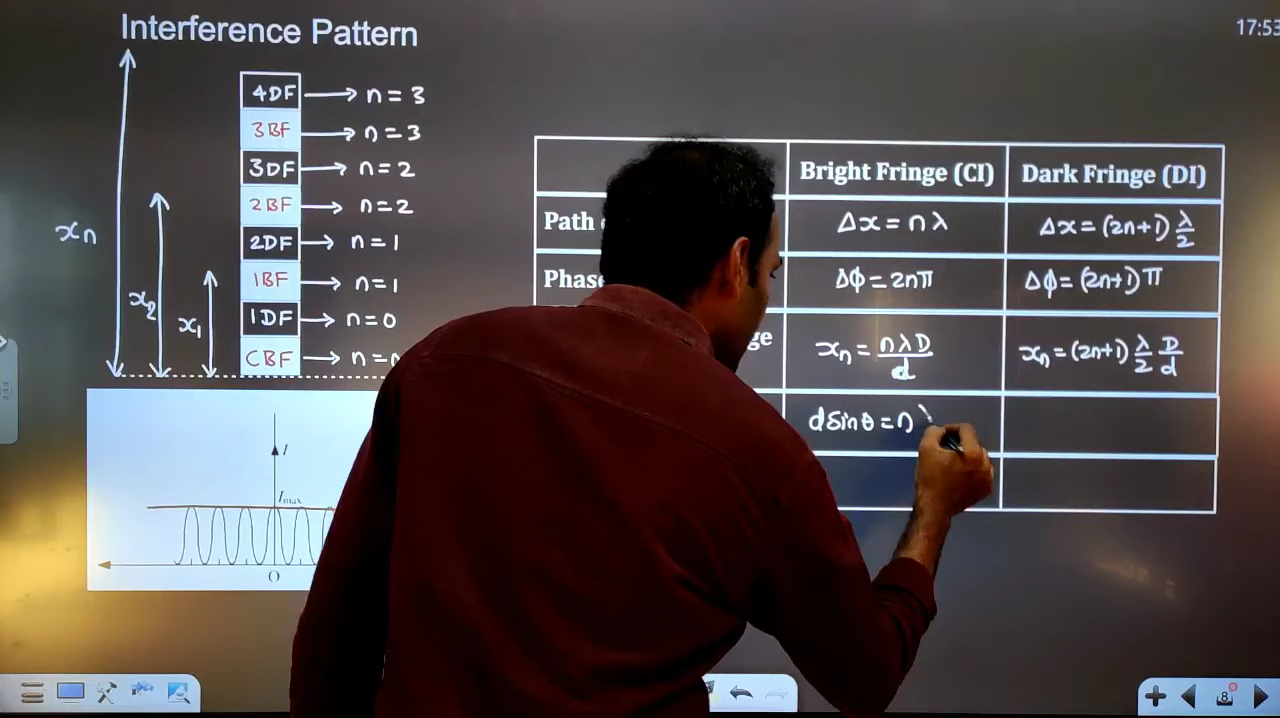 Interference Pattern
17:53
4DF → n = 3
3BF → n = 3
3DF → n = 2
2BF → n = 2
2DF → n = 1
1BF → n = 1
1DF → n = 0
CBF → n =
xₙ
x₂
x₁
I
Iₘₐₓ
O
Bright Fringe (CI) Dark Fringe (DI)
Path Δx = nλ Δx = (2n+1) λ/2
Phase Δϕ = 2nπ Δϕ = (2n+1) π
xₙ = nλD/d xₙ = (2n+1) λ/2 D/d
d sin θ = n
8